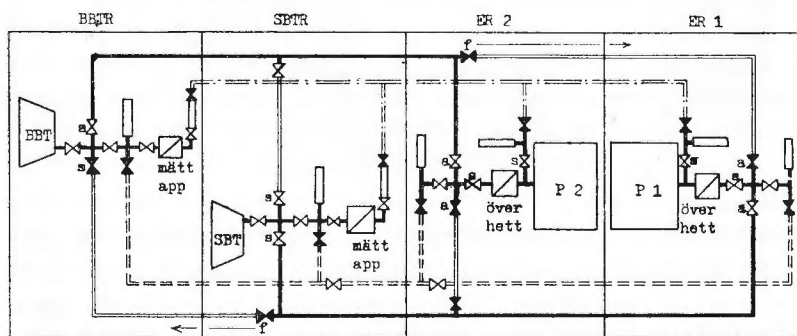 BBTR SBTR ER 2 ER 1
f
BBT a a a
s mätt app s s s s
P 2 P 1
a över hett över hett a
s
SBT s mätt app
f